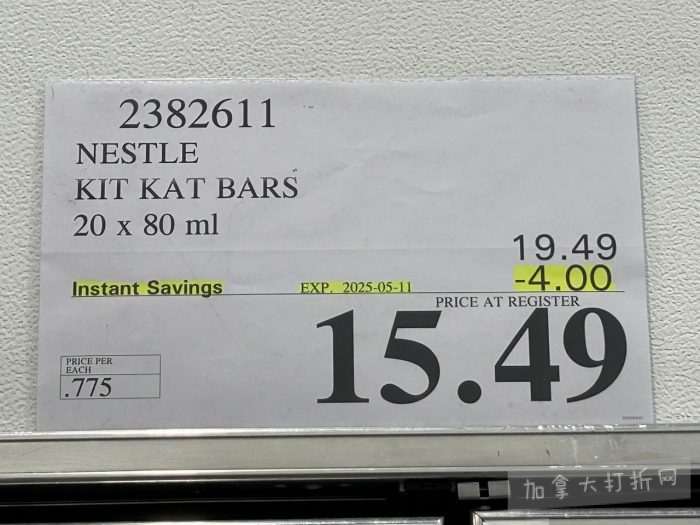 2382611
NESTLE
KIT KAT BARS
20 x 80 ml
19.49
Instant Savings EXP. 2025-05-11 -4.00
PRICE AT REGISTER
15.49
PRICE PER
EACH
.775
加拿大打折网